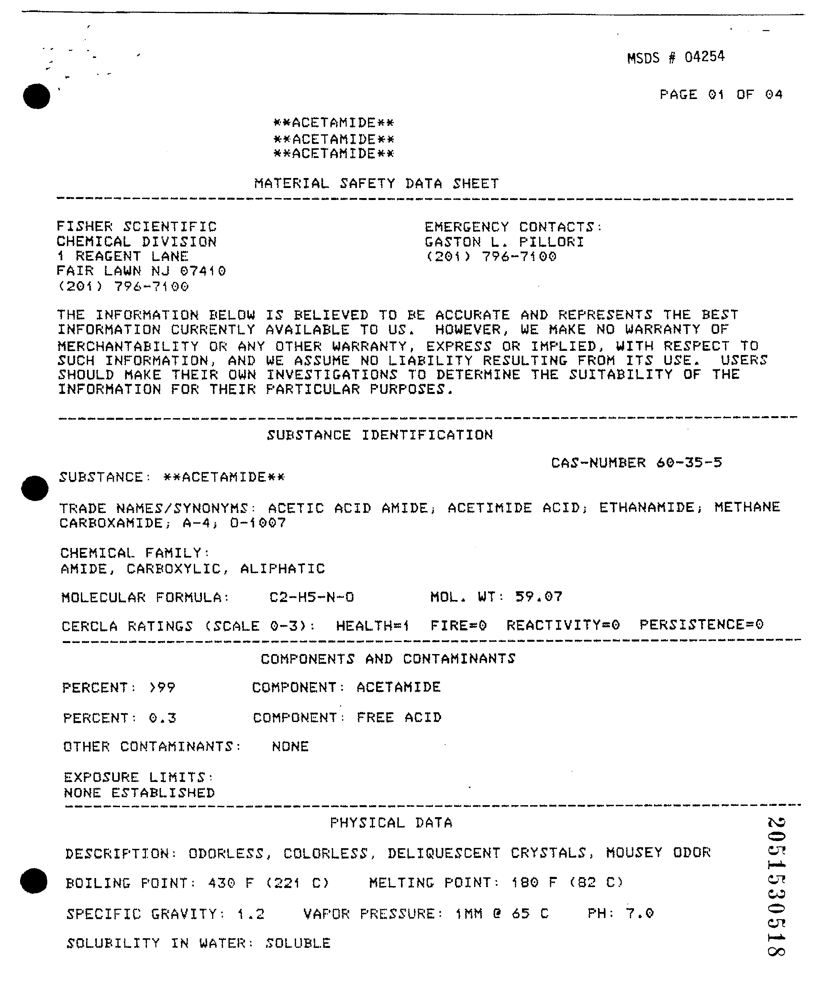 MSDS # 04254
PAGE 01 OF 04
**ACETAMIDE**
**ACETAMIDE**
**ACETAMIDE**
MATERIAL SAFETY DATA SHEET
FISHER SCIENTIFIC
CHEMICAL DIVISION
1 REAGENT LANE
FAIR LAWN NJ 07410
(201) 796-7100
EMERGENCY CONTACTS:
GASTON L. PILLORI
(201) 796-7100
THE INFORMATION BELOW IS BELIEVED TO BE ACCURATE AND REPRESENTS THE BEST
INFORMATION CURRENTLY AVAILABLE TO US. HOWEVER, WE MAKE NO WARRANTY OF
MERCHANTABILITY OR ANY OTHER WARRANTY, EXPRESS OR IMPLIED, WITH RESPECT TO
SUCH INFORMATION, AND WE ASSUME NO LIABILITY RESULTING FROM ITS USE. USERS
SHOULD MAKE THEIR OWN INVESTIGATIONS TO DETERMINE THE SUITABILITY OF THE
INFORMATION FOR THEIR PARTICULAR PURPOSES.
SUBSTANCE IDENTIFICATION
CAS-NUMBER 60-35-5
SUBSTANCE: **ACETAMIDE**
TRADE NAMES/SYNONYMS: ACETIC ACID AMIDE; ACETIMIDE ACID; ETHANAMIDE; METHANE
CARBOXAMIDE; A-4; O-1007
CHEMICAL FAMILY:
AMIDE, CARBOXYLIC, ALIPHATIC
MOLECULAR FORMULA: C2-H5-N-O MOL. WT: 59.07
CERCLA RATINGS (SCALE 0-3): HEALTH=1 FIRE=0 REACTIVITY=0 PERSISTENCE=0
COMPONENTS AND CONTAMINANTS
PERCENT: >99 COMPONENT: ACETAMIDE
PERCENT: 0.3 COMPONENT: FREE ACID
OTHER CONTAMINANTS: NONE
EXPOSURE LIMITS:
NONE ESTABLISHED
PHYSICAL DATA
DESCRIPTION: ODORLESS, COLORLESS, DELIQUESCENT CRYSTALS, MOUSEY ODOR
BOILING POINT: 430 F (221 C) MELTING POINT: 180 F (82 C)
SPECIFIC GRAVITY: 1.2 VAPOR PRESSURE: 1MM @ 65 C PH: 7.0
SOLUBILITY IN WATER: SOLUBLE
2051530518